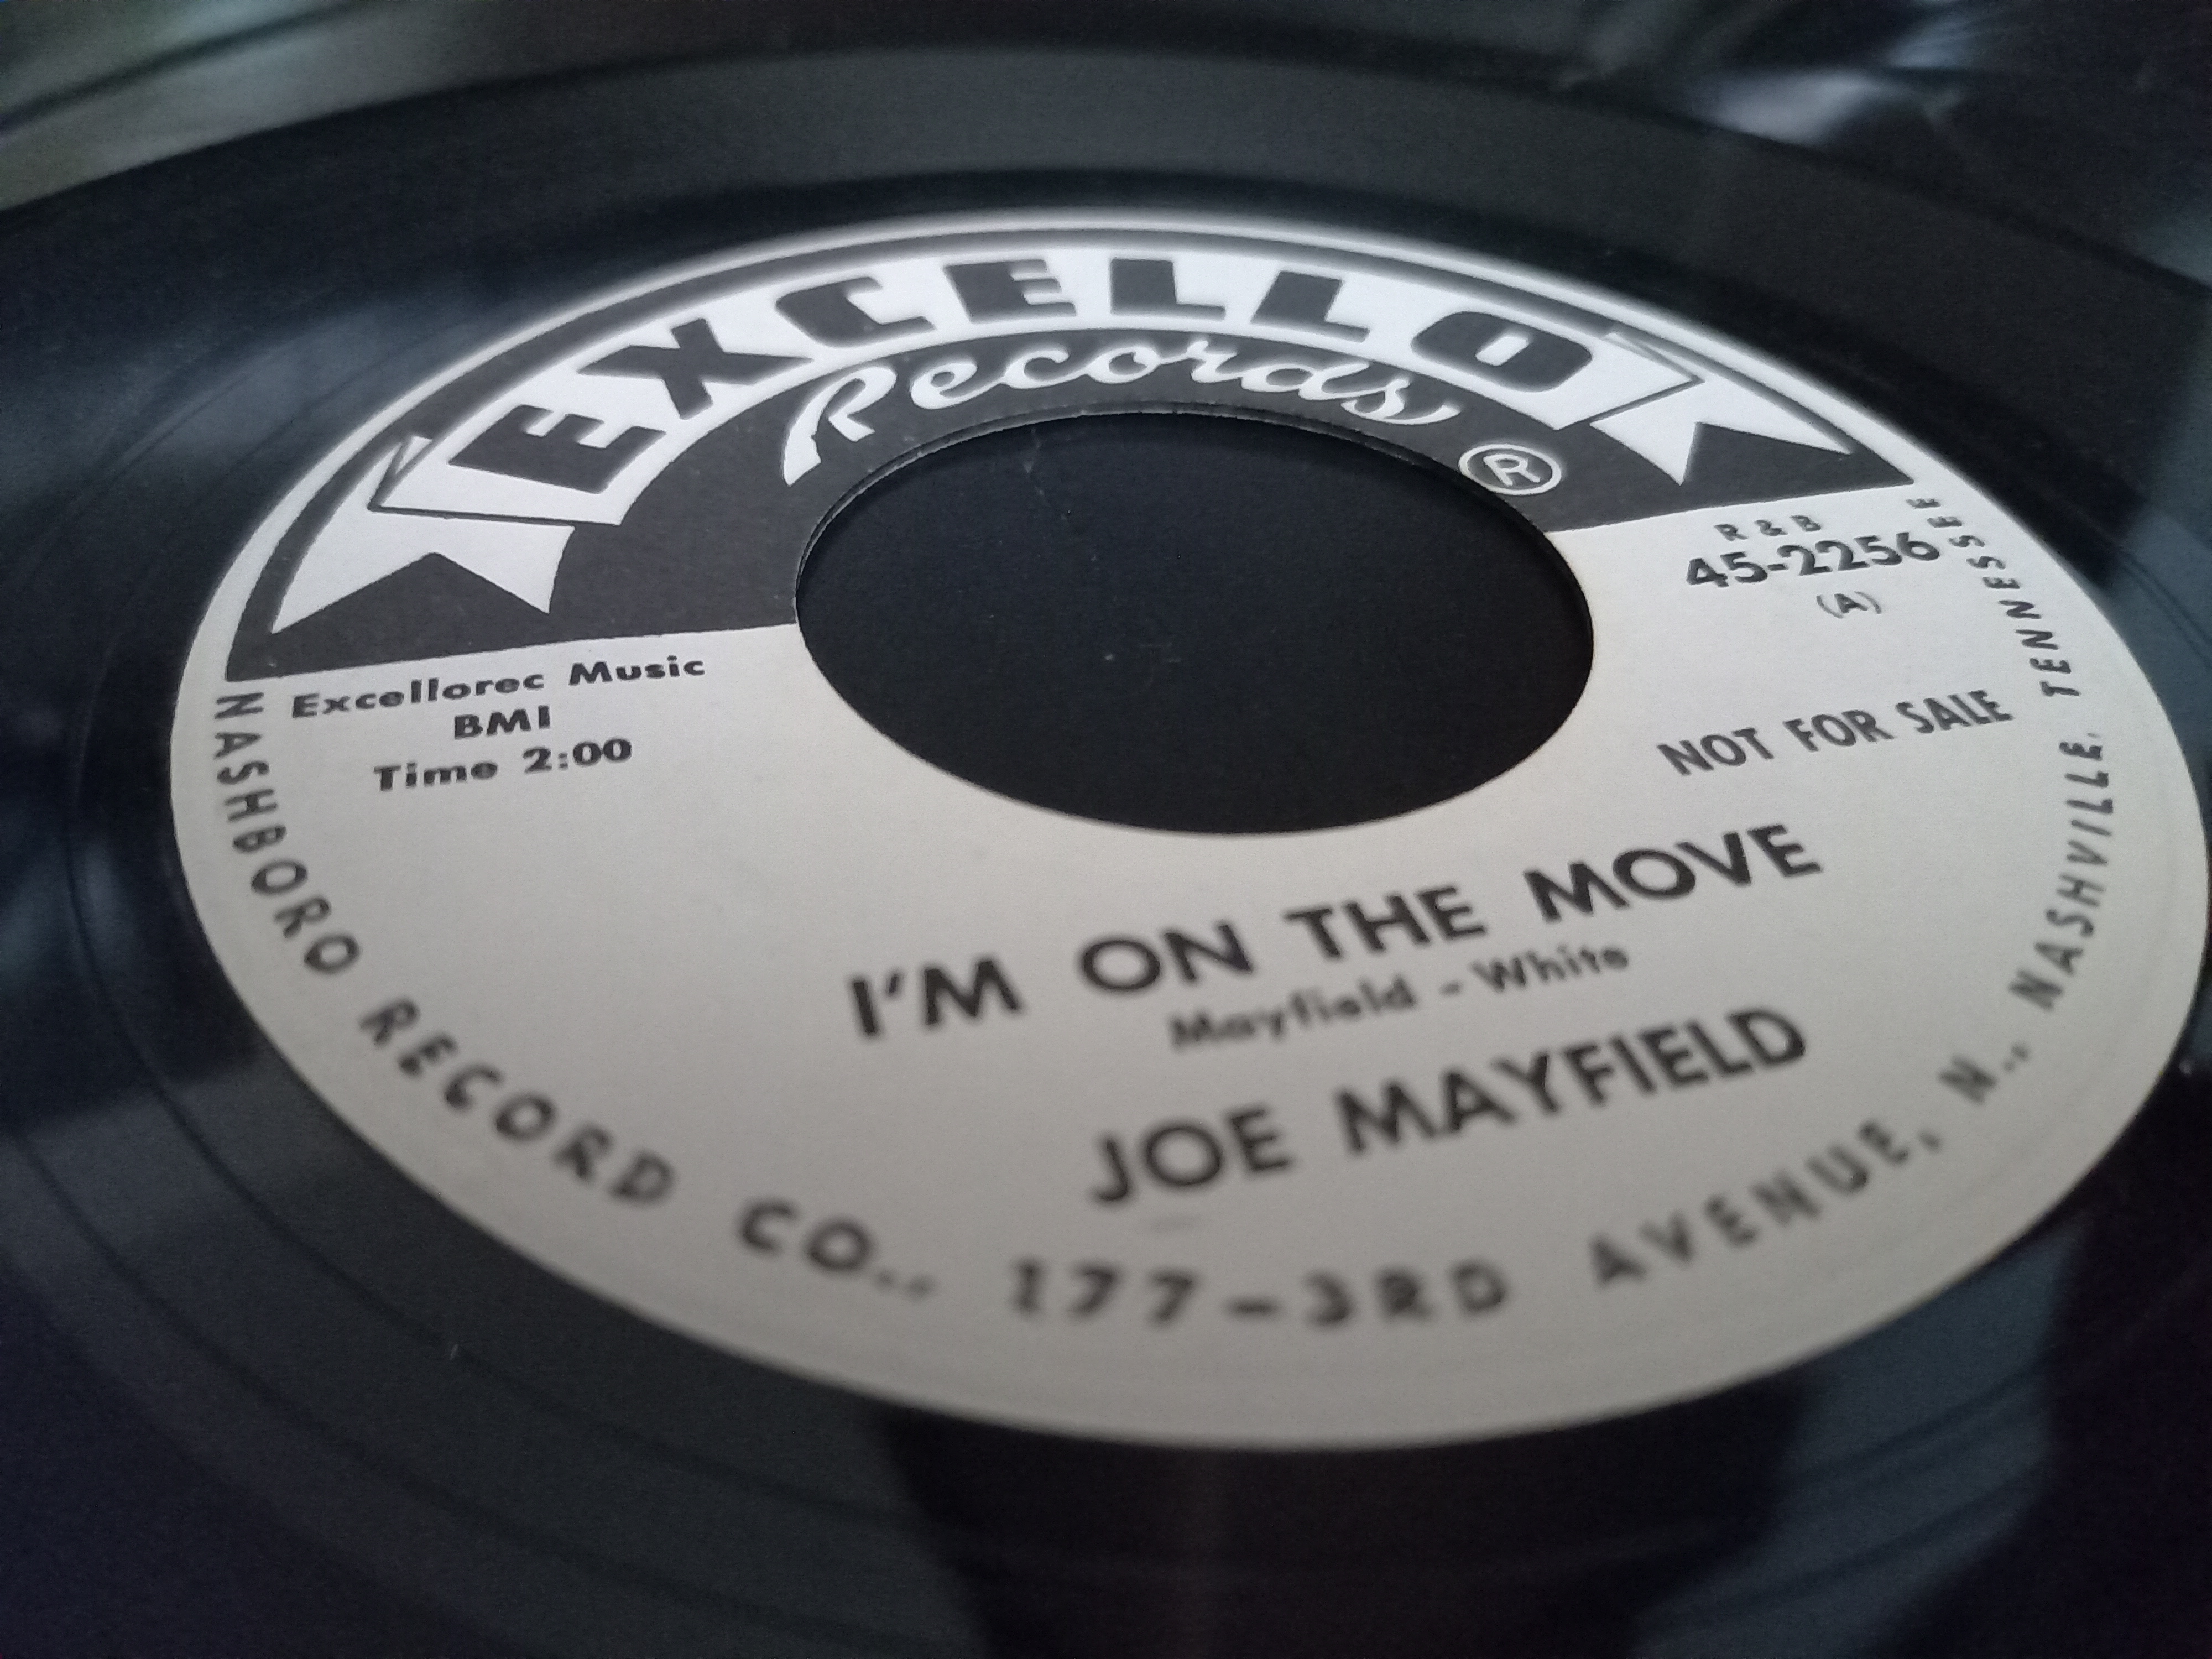 EXCELLO
Records
®
R & B
45-2256
(A)
Excellorec Music
BMI
Time 2:00
NOT FOR SALE
I'M ON THE MOVE
Mayfield - White
JOE MAYFIELD
NASHBORO RECORD CO., 177-3RD AVENUE, N., NASHVILLE, TENNESSEE